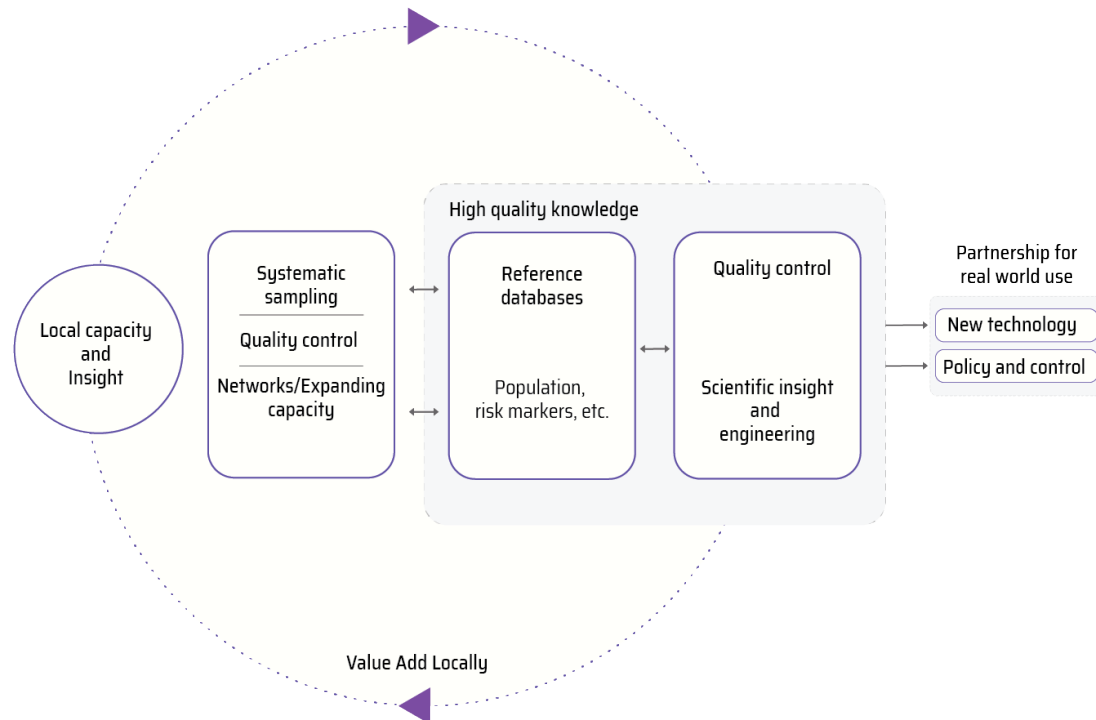 Local capacity
and
Insight
Systematic
sampling
Quality control
Networks/Expanding
capacity
High quality knowledge
Reference
databases
Population,
risk markers, etc.
Quality control
Scientific insight
and
engineering
Partnership for
real world use
New technology
Policy and control
Value Add Locally